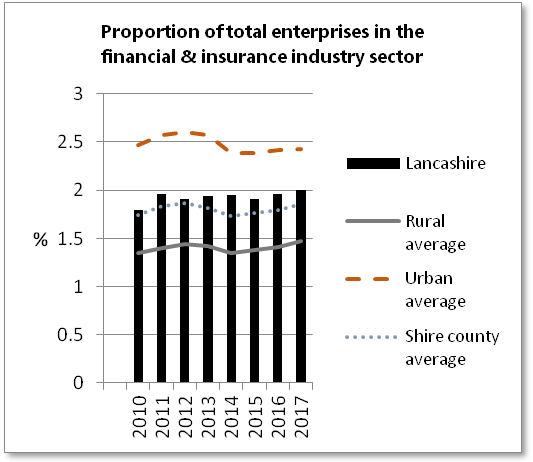 Proportion of total enterprises in the
financial & insurance industry sector
3
2.5
2
1.5
1
0.5
0
%
2010
2011
2012
2013
2014
2015
2016
2017
Lancashire
Rural
average
Urban
average
Shire county
average